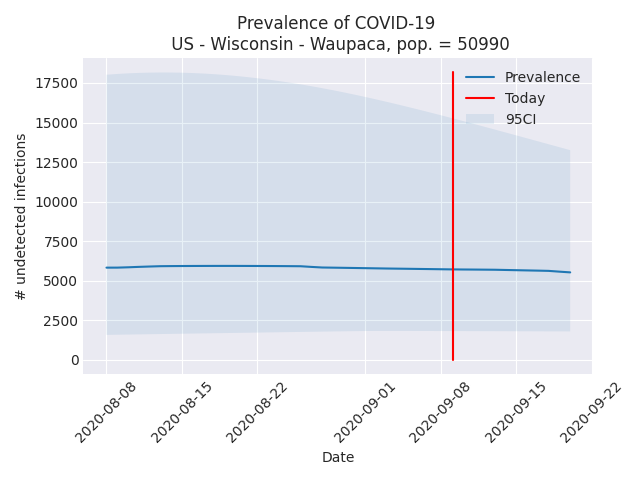 Prevalence of COVID-19
US - Wisconsin - Waupaca, pop. = 50990
17500
15000
12500
10000
7500
5000
2500
0
# undetected infections
Prevalence
Today
95CI
2020-08-08
2020-08-15
2020-08-22
2020-09-01
2020-09-08
2020-09-15
2020-09-22
Date